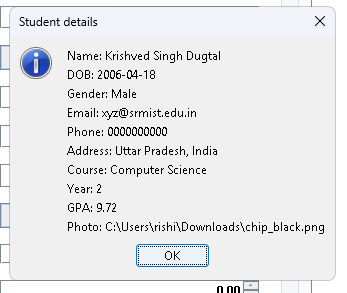 Student details
Name: Krishved Singh Dugtal
DOB: 2006-04-18
Gender: Male
Email: xyz@srmist.edu.in
Phone: 0000000000
Address: Uttar Pradesh, India
Course: Computer Science
Year: 2
GPA: 9.72
Photo: C:\Users\rishi\Downloads\chip_black.png
OK
0.00